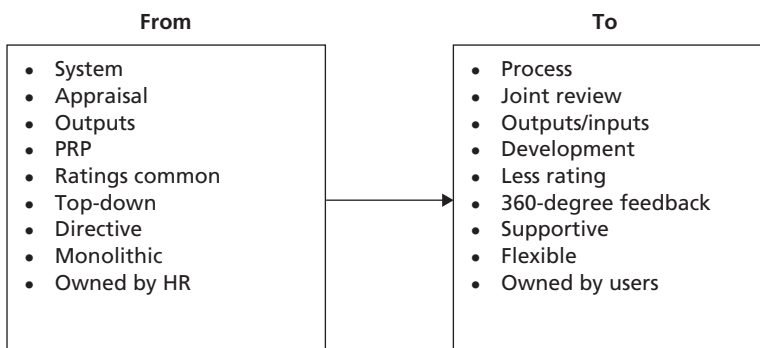 From
• System
• Appraisal
• Outputs
• PRP
• Ratings common
• Top-down
• Directive
• Monolithic
• Owned by HR
To
• Process
• Joint review
• Outputs/inputs
• Development
• Less rating
• 360-degree feedback
• Supportive
• Flexible
• Owned by users